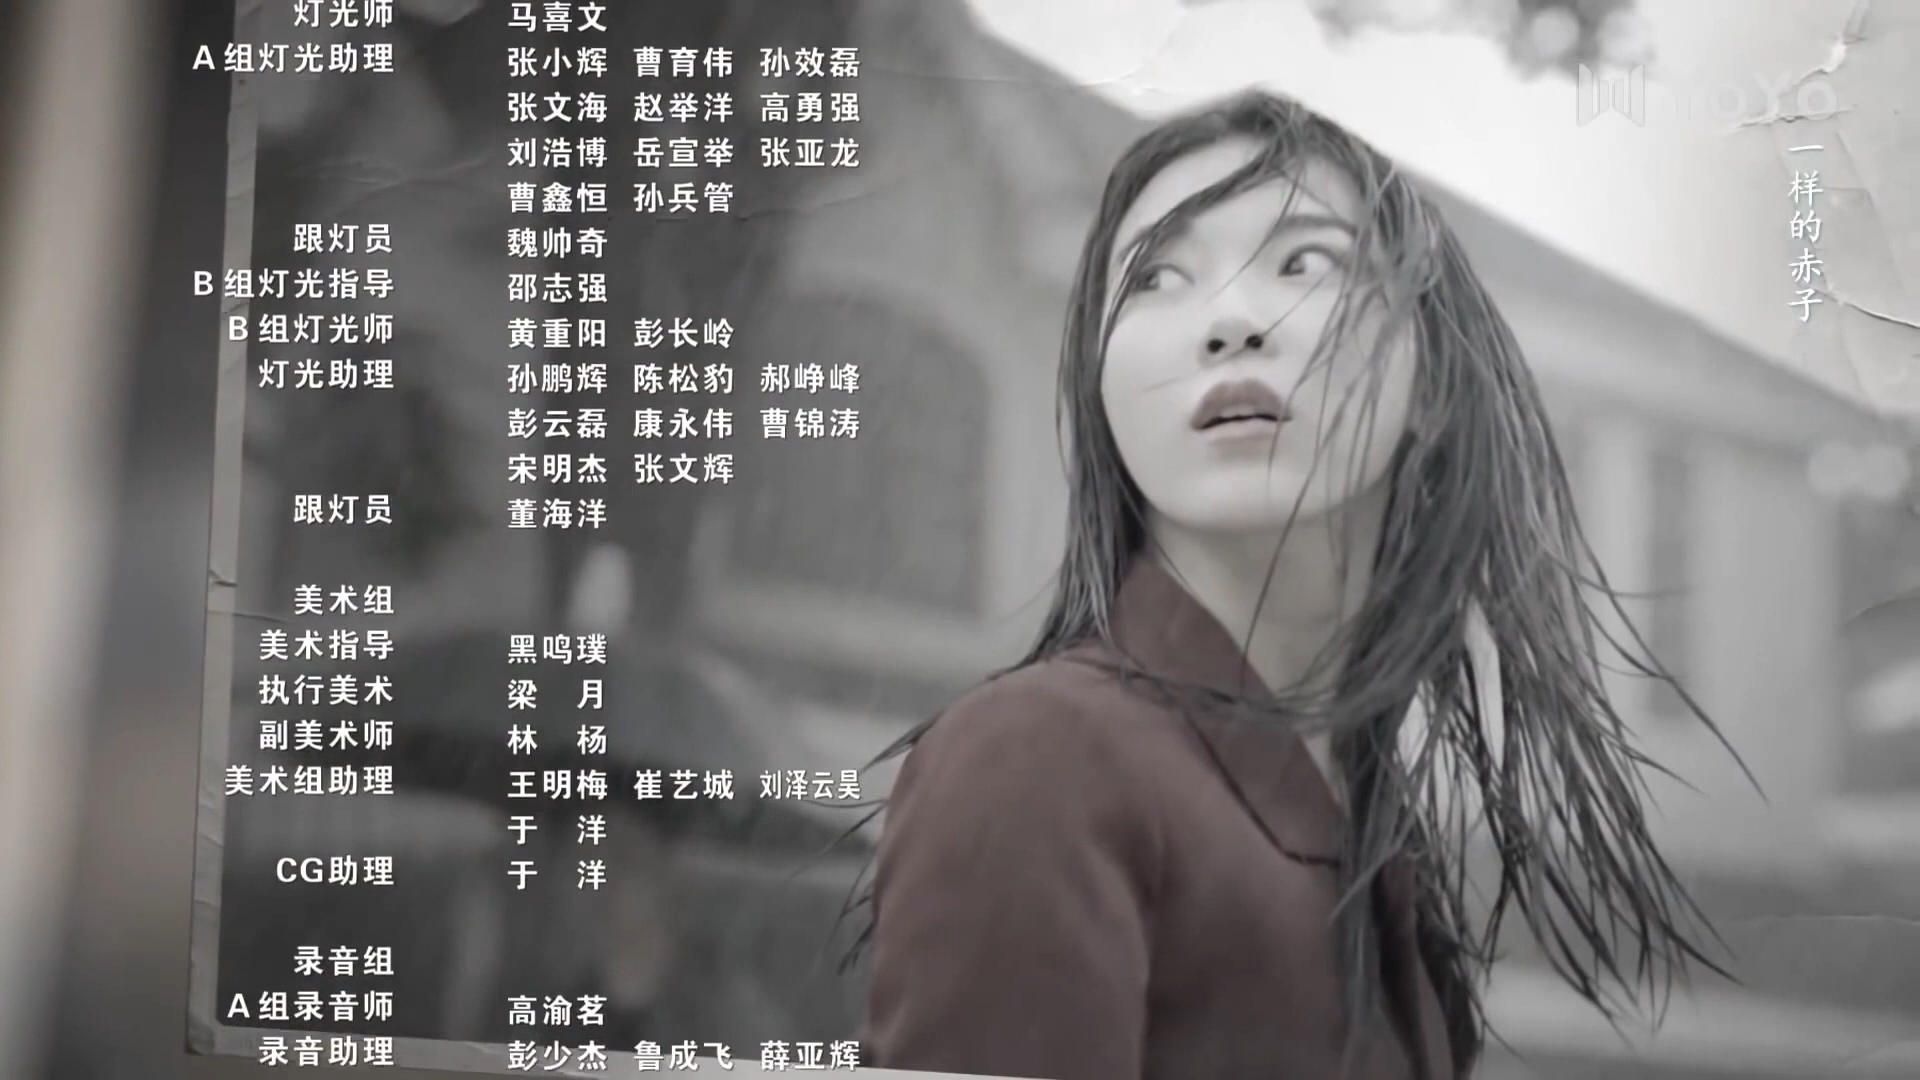 灯光师 马喜文
A组灯光助理 张小辉 曹育伟 孙效磊
张文海 赵举洋 高勇强
刘浩博 岳宣举 张亚龙
曹鑫恒 孙兵管
跟灯员 魏帅奇
B组灯光指导 邵志强
B组灯光师 黄重阳 彭长岭
灯光助理 孙鹏辉 陈松豹 郝峥峰
彭云磊 康永伟 曹锦涛
宋明杰 张文辉
跟灯员 董海洋
美术组
美术指导 黑鸣璞
执行美术 梁 月
副美术师 林 杨
美术组助理 王明梅 崔艺城 刘泽云昊
于 洋
CG助理 于 洋
录音组
A组录音师 高渝茗
录音助理 彭少杰 鲁成飞 薛亚辉
一样的赤子